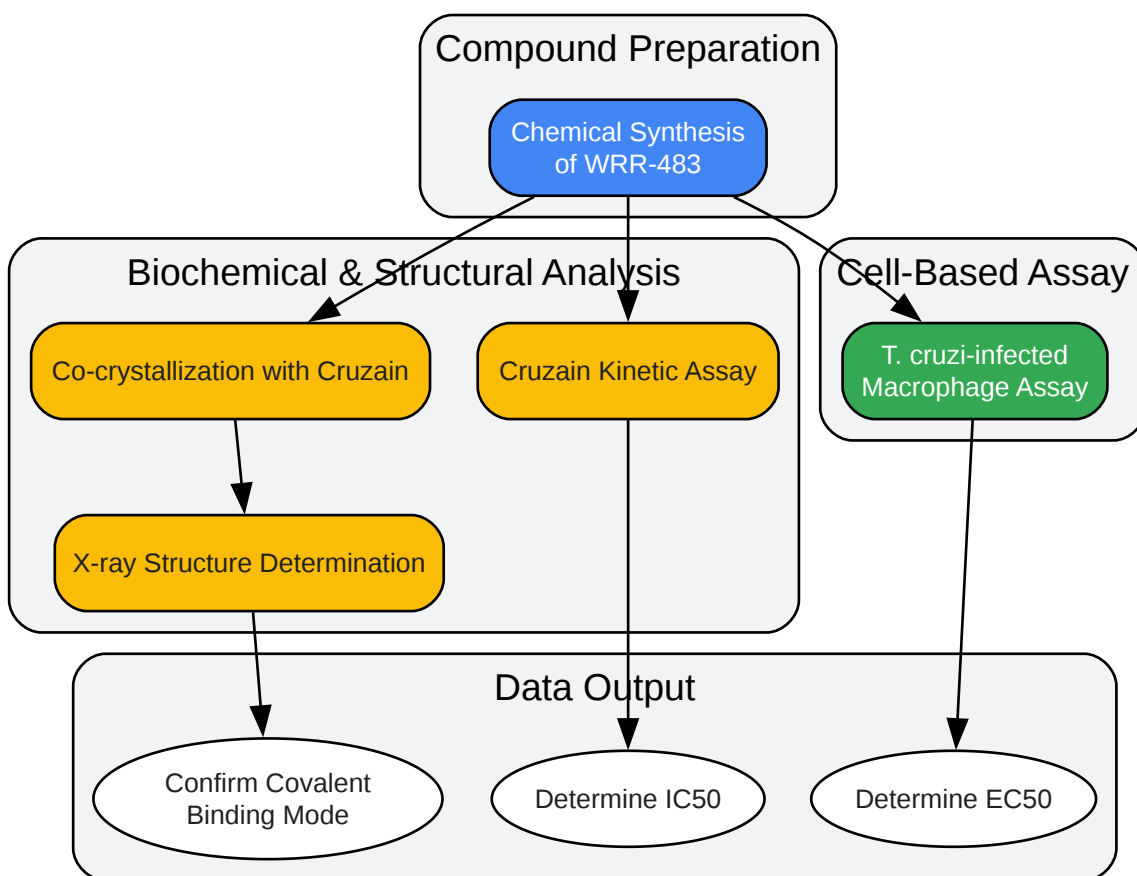 Compound Preparation
Chemical Synthesis
of WRR-483
Biochemical & Structural Analysis
Cell-Based Assay
Co-crystallization with Cruzain
Cruzain Kinetic Assay
T. cruzi-infected
Macrophage Assay
X-ray Structure Determination
Data Output
Confirm Covalent
Binding Mode
Determine IC50
Determine EC50